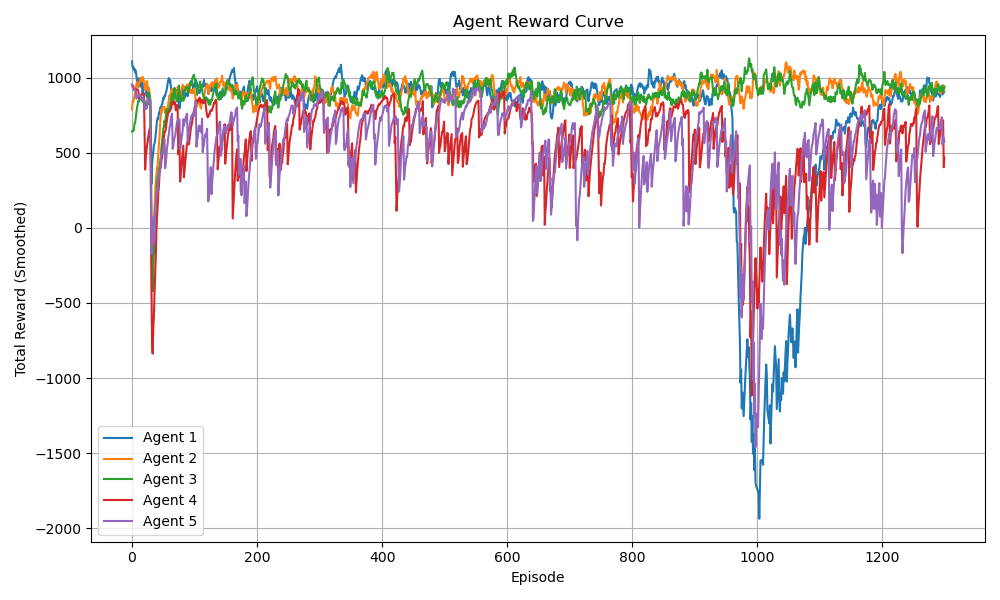 Agent Reward Curve
Total Reward (Smoothed)
1000
500
0
−500
−1000
−1500
−2000
Agent 1
Agent 2
Agent 3
Agent 4
Agent 5
0 200 400 600 800 1000 1200
Episode